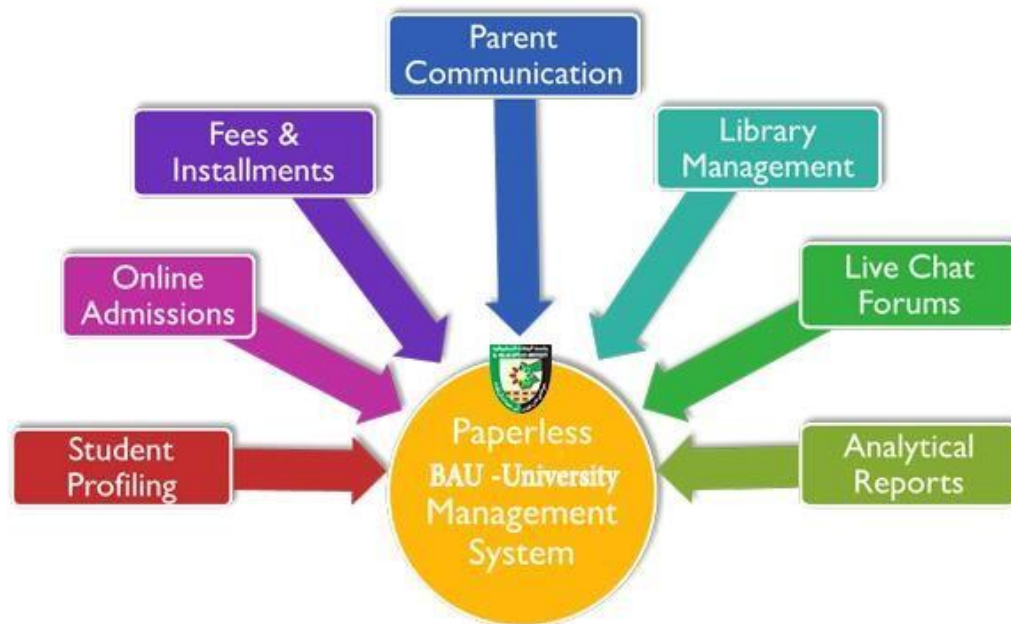 Parent
Communication
Fees &
Installments
Library
Management
Online
Admissions
Live Chat
Forums
Student
Profiling
Analytical
Reports
Paperless
BAU -University
Management
System